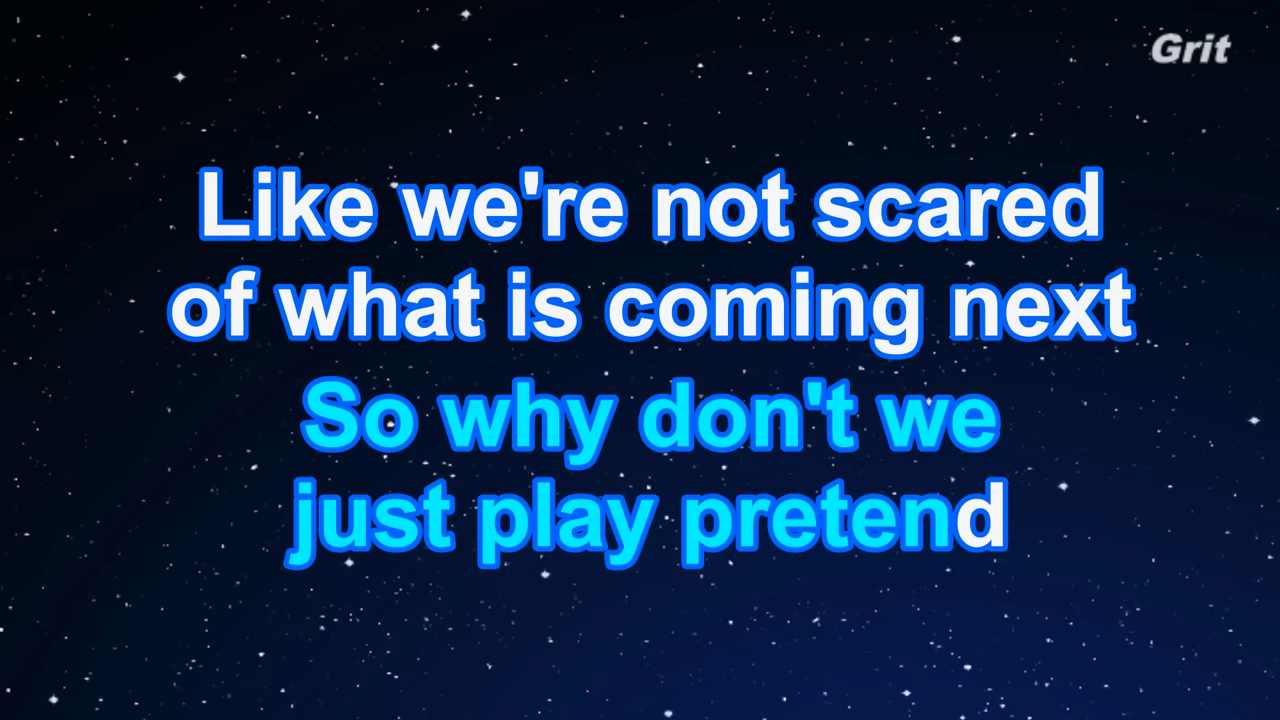 Grit
Like we're not scared
of what is coming next
So why don't we
just play pretend